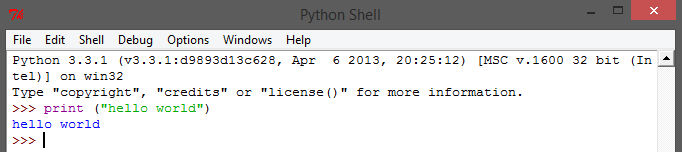 Python Shell
File Edit Shell Debug Options Windows Help
Python 3.3.1 (v3.3.1:d9893d13c628, Apr  6 2013, 20:25:12) [MSC v.1600 32 bit (In
tel)] on win32
Type "copyright", "credits" or "license()" for more information.
>>> print ("hello world")
hello world
>>>